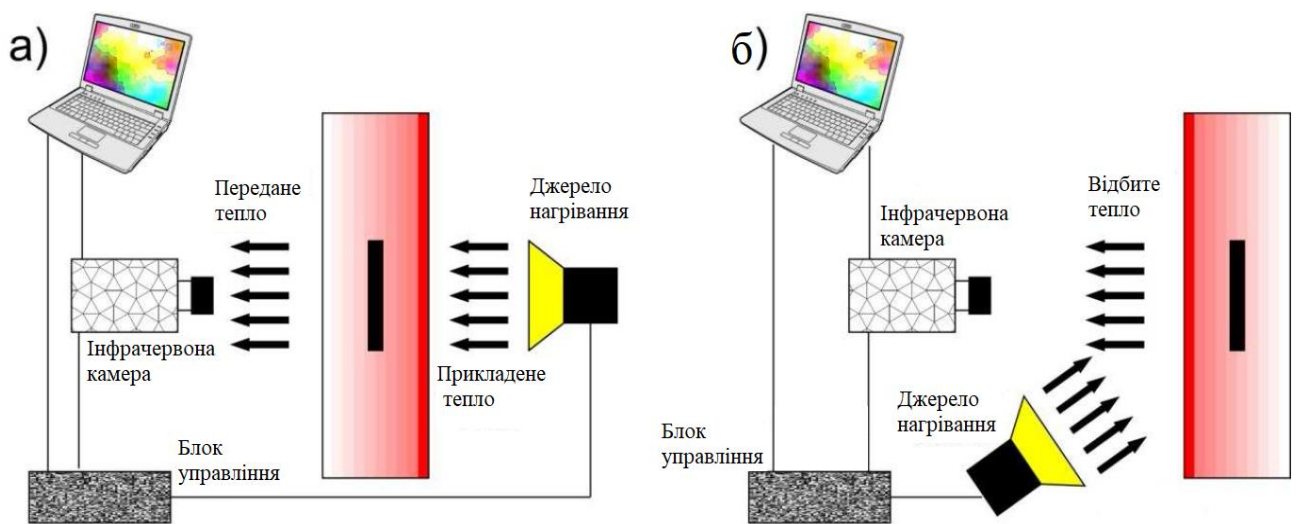 а)
Передане
тепло
Джерело
нагрівання
Інфрачервона
камера
Прикладене
тепло
Блок
управління
б)
Відбите
тепло
Інфрачервона
камера
Джерело
нагрівання
Блок
управління